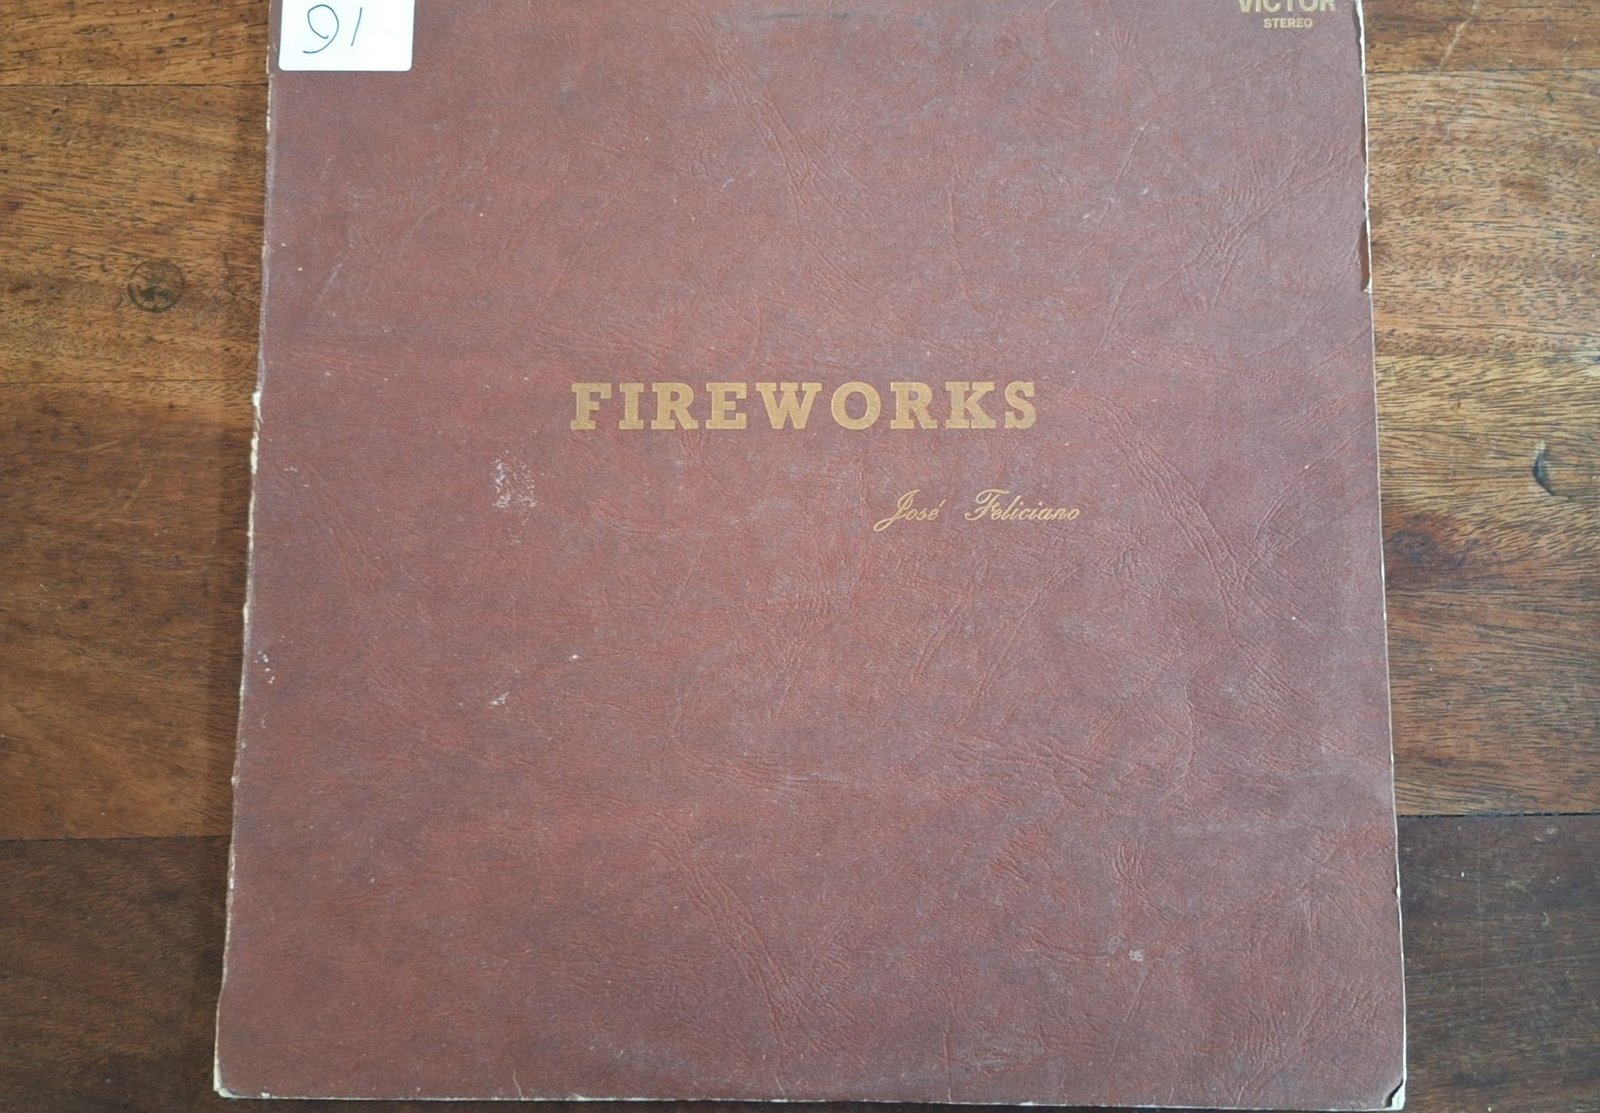 91
VICTOR
STEREO
FIREWORKS
José Feliciano